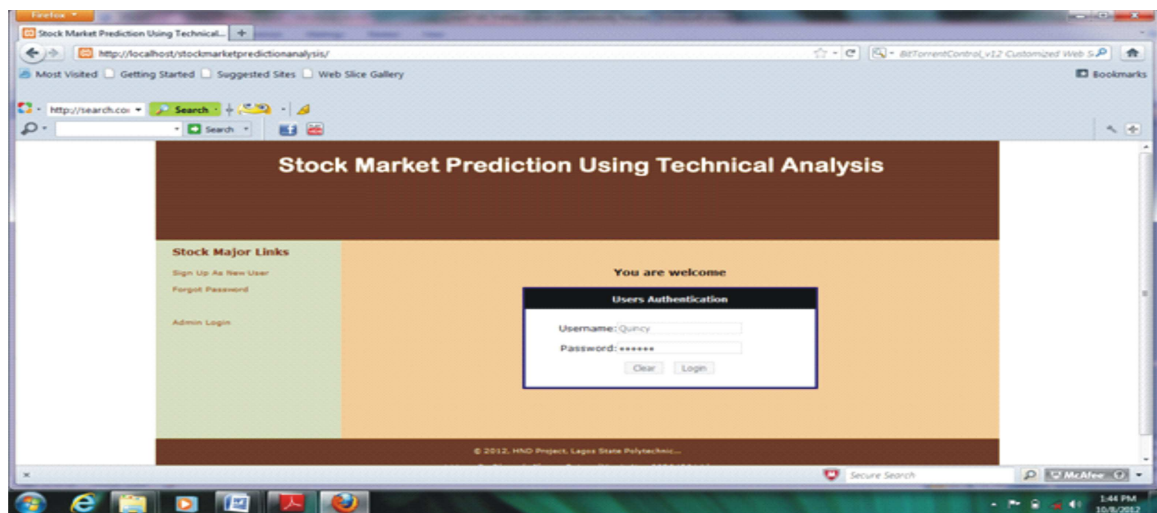 Firefox
Stock Market Prediction Using Technical... +
http://localhost/stockmarketpredictionanalysis/
BitTorrentControl_v12 Customized Web S
Most Visited Getting Started Suggested Sites Web Slice Gallery
Bookmarks
http://search.co Search
Search
Stock Market Prediction Using Technical Analysis
Stock Major Links
Sign Up As New User
Forgot Password
Admin Login
You are welcome
Users Authentication
Username: Quincy
Password: ••••••
Clear Login
© 2012, HND Project, Lagos State Polytechnic...
Secure Search
McAfee
1:44 PM
10/8/2012